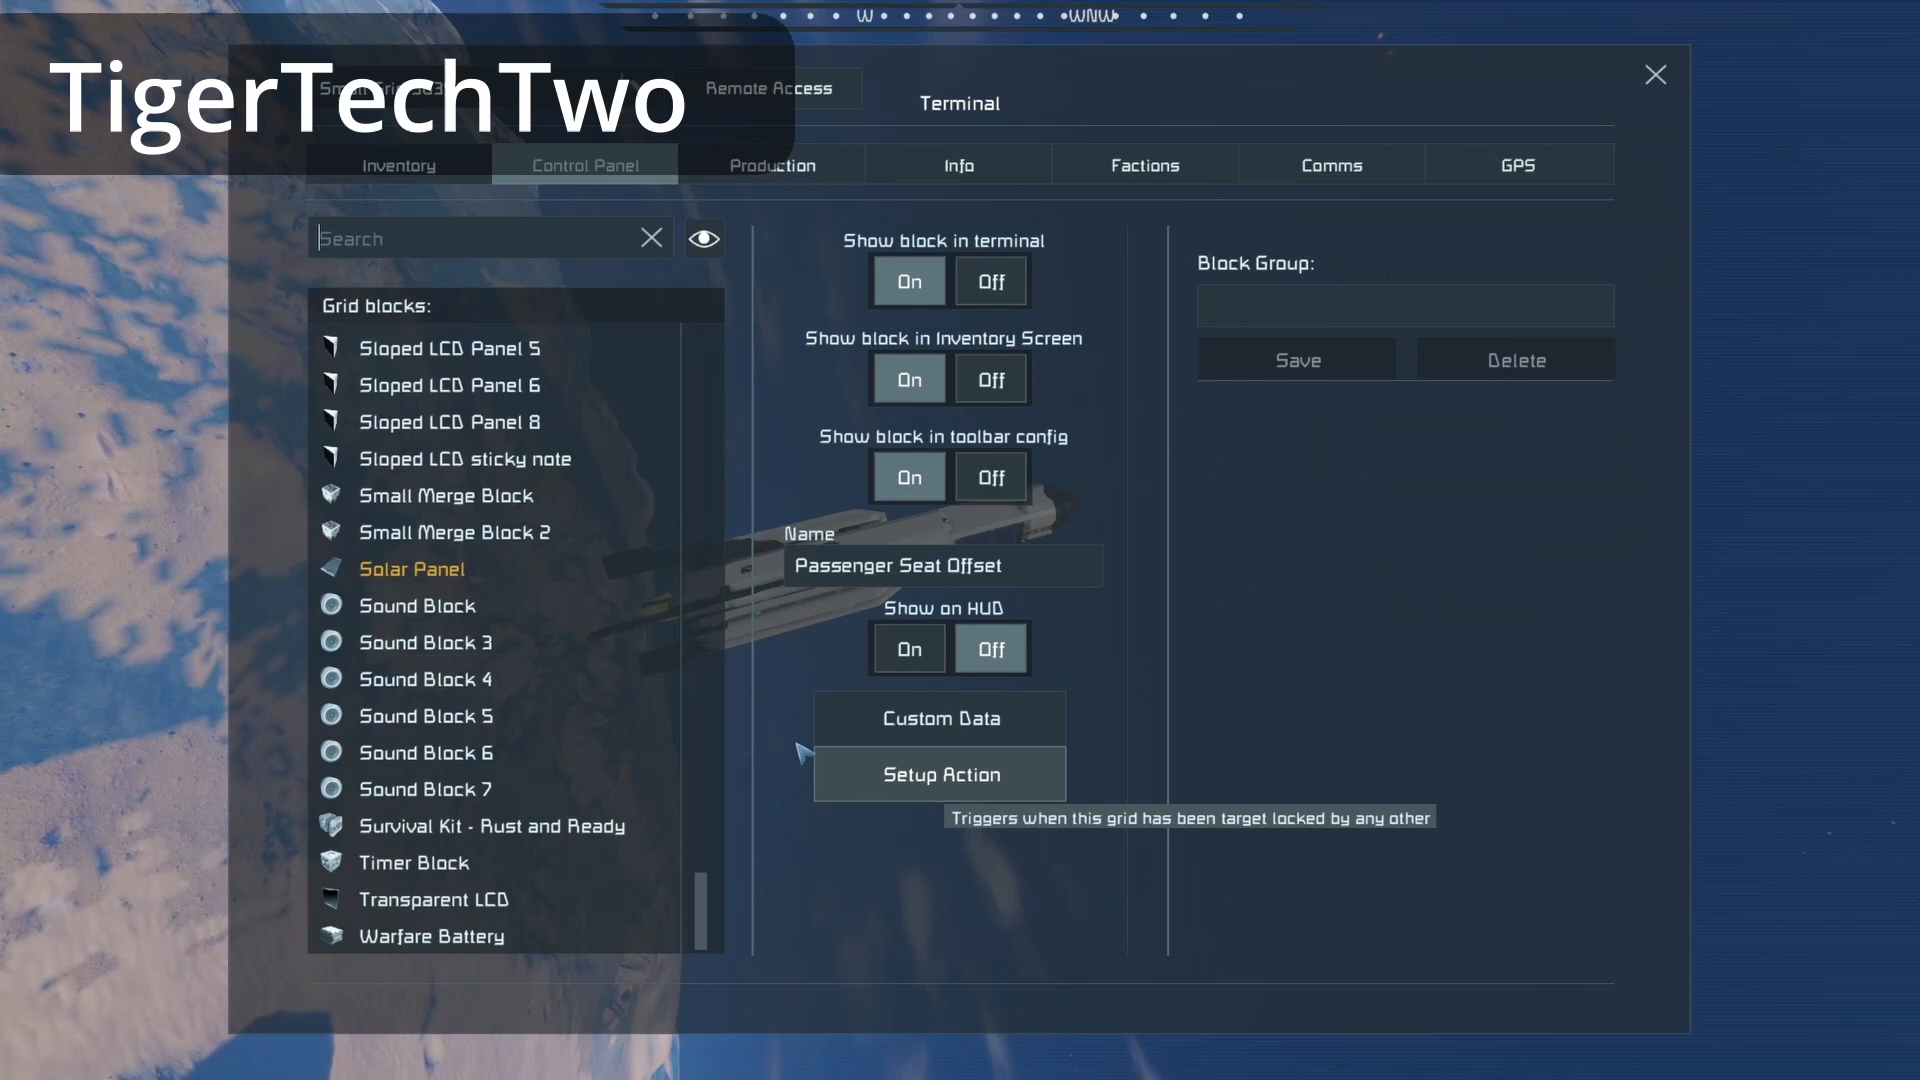 W
WNW
TigerTechTwo
Remote Access
Terminal
Inventory
Control Panel
Production
Info
Factions
Comms
GPS
Search
Grid blocks:
Sloped LCD Panel 5
Sloped LCD Panel 6
Sloped LCD Panel 8
Sloped LCD sticky note
Small Merge Block
Small Merge Block 2
Solar Panel
Sound Block
Sound Block 3
Sound Block 4
Sound Block 5
Sound Block 6
Sound Block 7
Survival Kit - Rust and Ready
Timer Block
Transparent LCD
Warfare Battery
Show block in terminal
On Off
Show block in Inventory Screen
On Off
Show block in toolbar config
On Off
Name
Passenger Seat Offset
Show on HUD
On Off
Custom Data
Setup Action
Triggers when this grid has been target locked by any other
Block Group:
Save
Delete